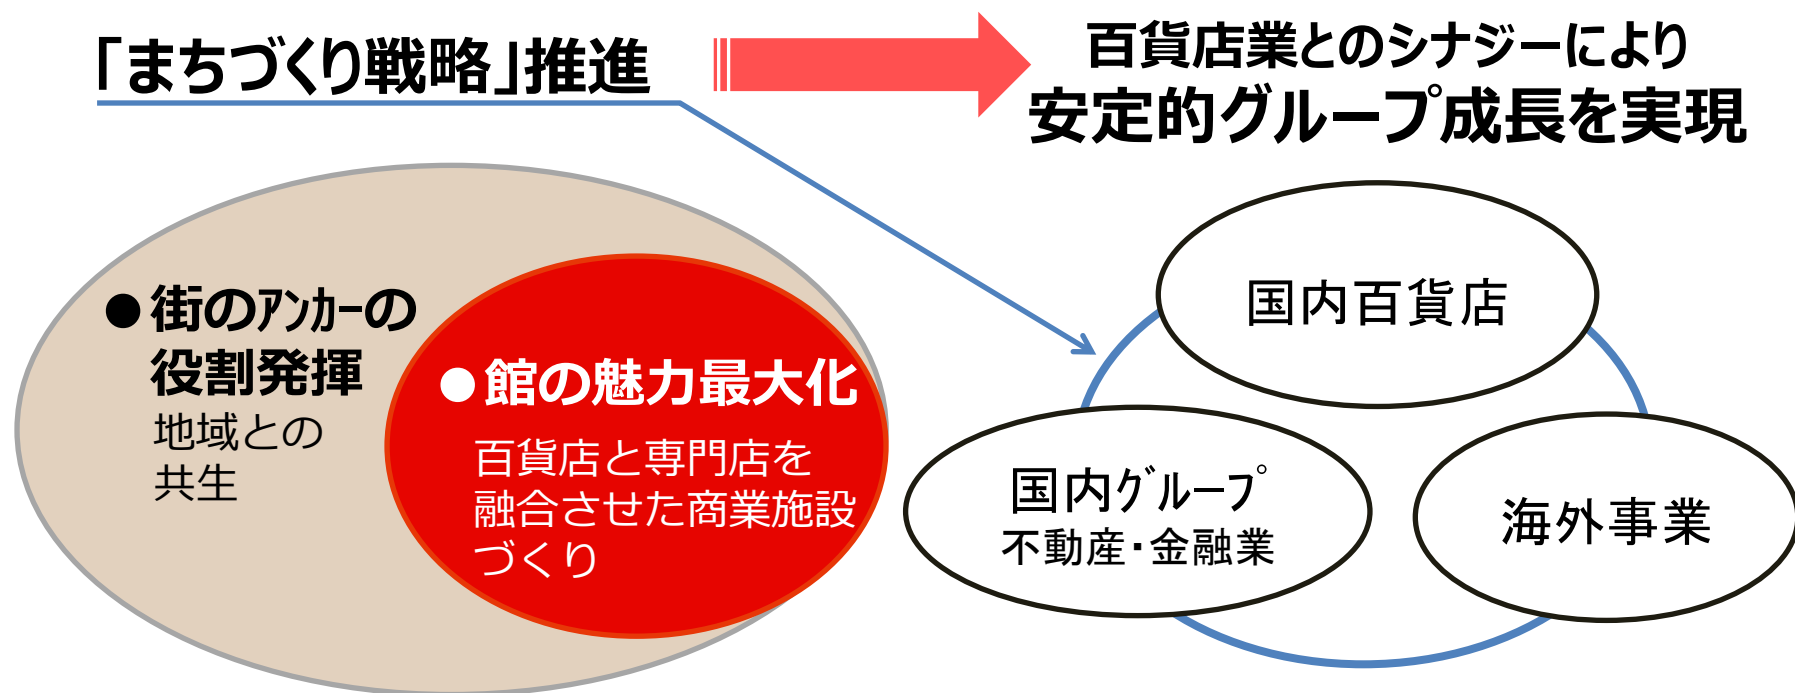 「まちづくり戦略」推進
百貨店業とのシナジーにより
安定的グループ成長を実現
●街のｱﾝｶｰの
役割発揮
地域との
共生
●館の魅力最大化
百貨店と専門店を
融合させた商業施設
づくり
国内百貨店
国内ｸﾞﾙｰﾌﾟ
不動産・金融業
海外事業